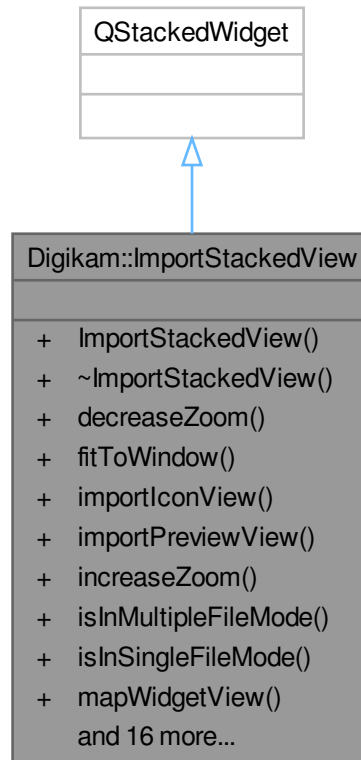 QStackedWidget
Digikam::ImportStackedView
+ ImportStackedView()
+ ~ImportStackedView()
+ decreaseZoom()
+ fitToWindow()
+ importIconView()
+ importPreviewView()
+ increaseZoom()
+ isInMultipleFileMode()
+ isInSingleFileMode()
+ mapWidgetView()
and 16 more...